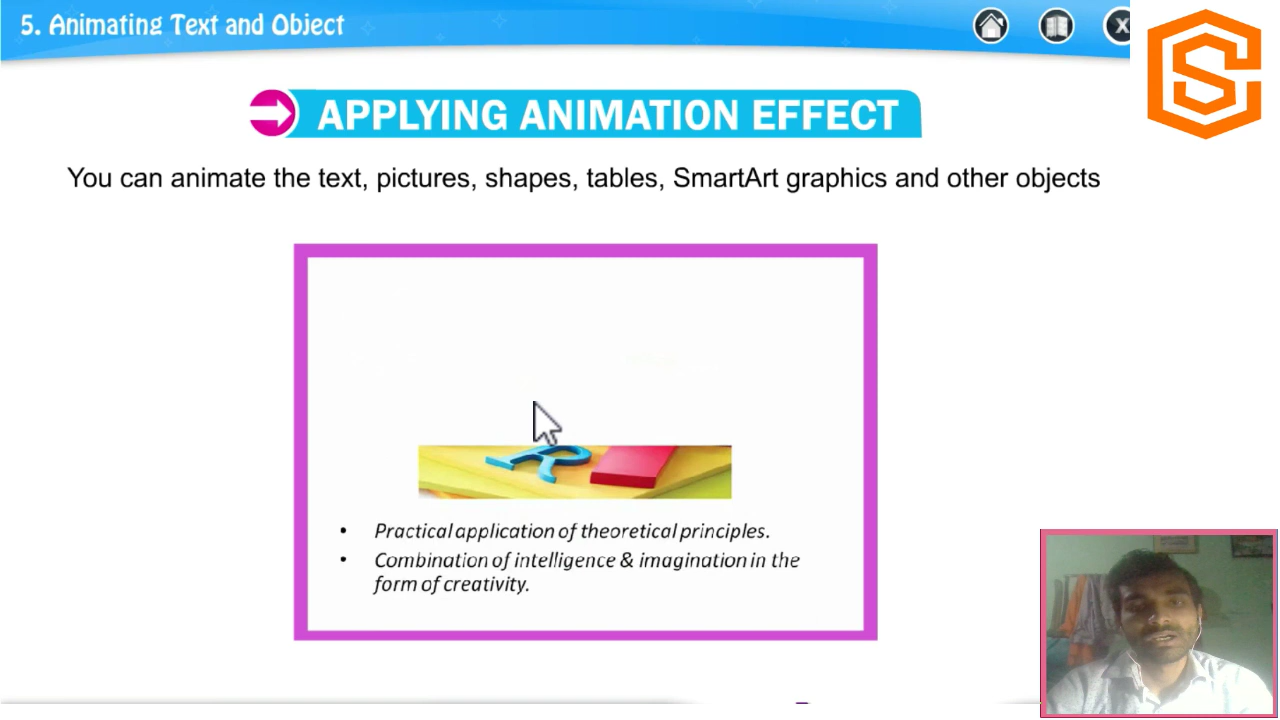 5. Animating Text and Object
X
APPLYING ANIMATION EFFECT
You can animate the text, pictures, shapes, tables, SmartArt graphics and other objects
R
• Practical application of theoretical principles.
• Combination of intelligence & imagination in the
form of creativity.